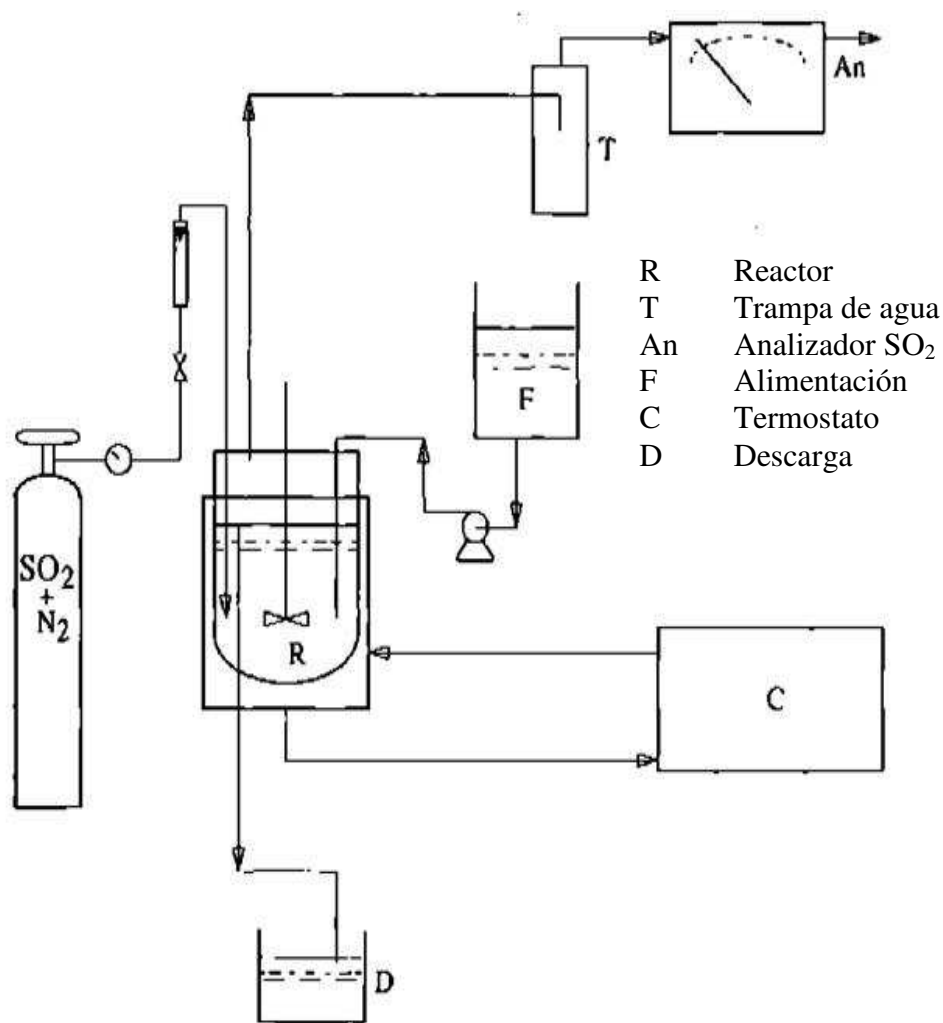 An
T
R Reactor
T Trampa de agua
An Analizador SO₂
F Alimentación
C Termostato
D Descarga
F
SO₂
+
N₂
R
C
D